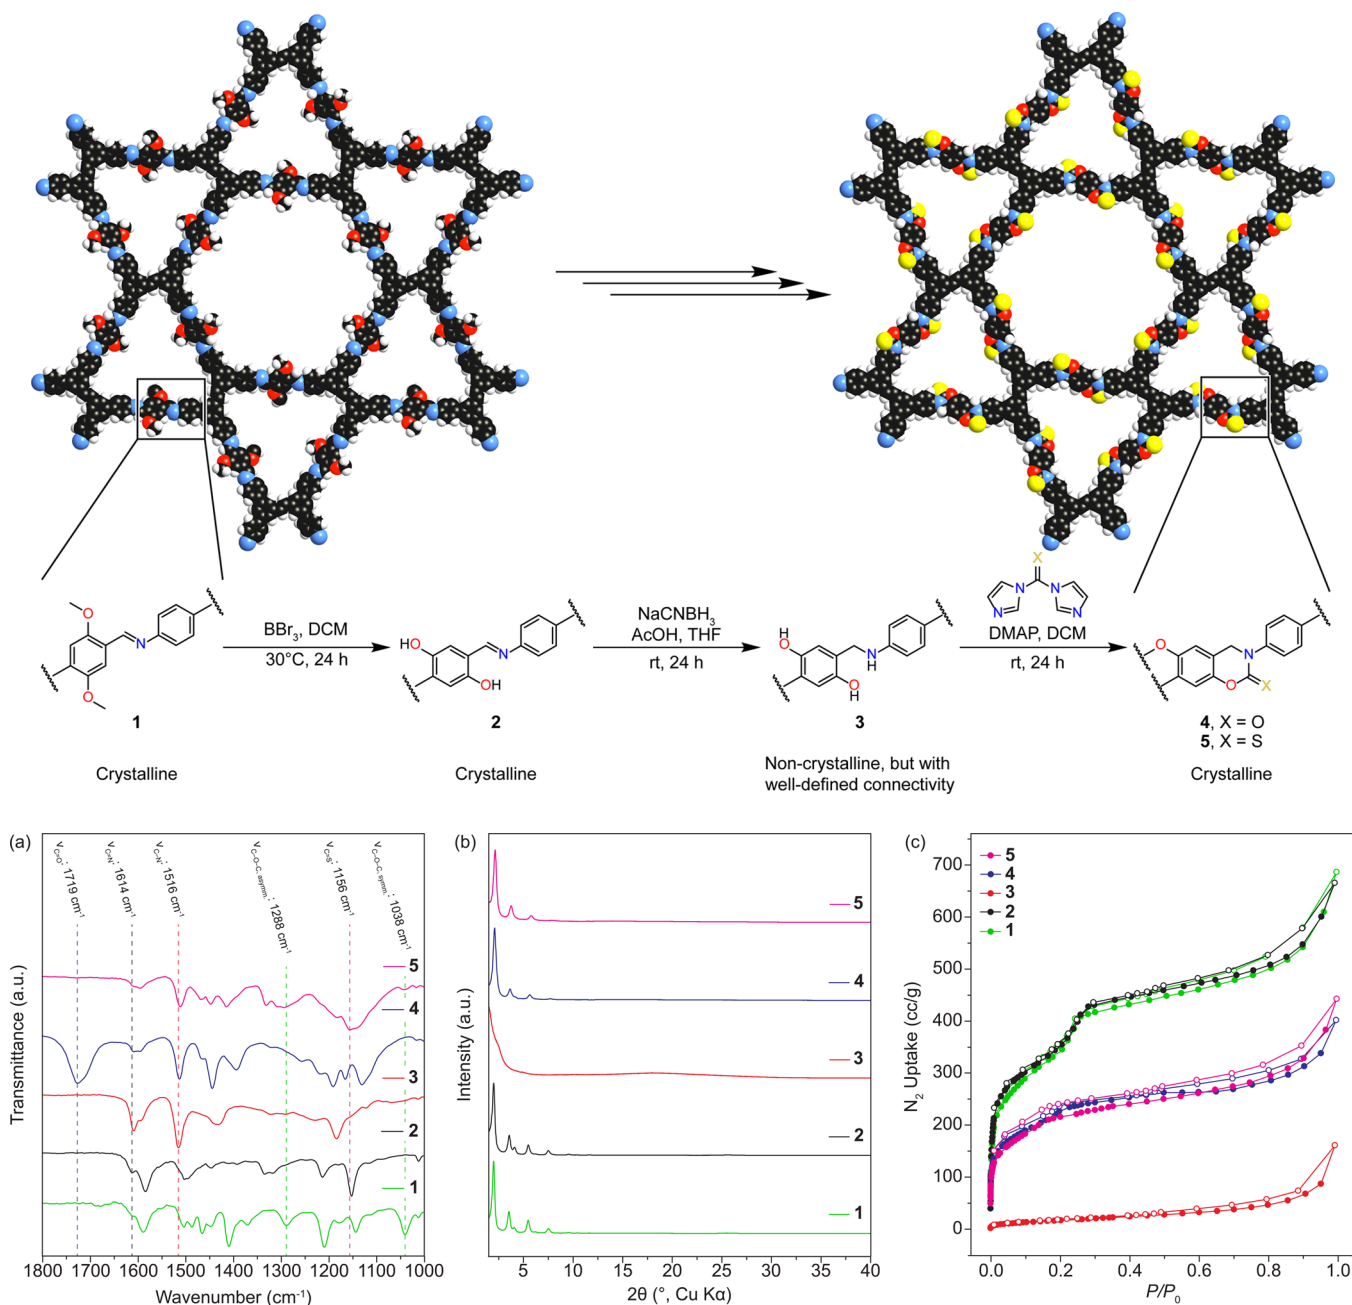 X
N N
N N
BBr3, DCM
30°C, 24 h
NaCNBH3
AcOH, THF
rt, 24 h
DMAP, DCM
rt, 24 h
O
N
O
HO
N
OH
H
O
N
H
O
H
O
N
O
X
1
2
3
4, X = O
5, X = S
Crystalline
Crystalline
Non-crystalline, but with
well-defined connectivity
Crystalline
(a)
νC=O: 1719 cm-1
νC=N: 1614 cm-1
νC-N: 1516 cm-1
νC-O-C, asymm.: 1288 cm-1
νC=S: 1156 cm-1
νC-O-C, symm.: 1038 cm-1
5
4
3
2
1
Transmittance (a.u.)
1800 1700 1600 1500 1400 1300 1200 1100 1000
Wavenumber (cm-1)
(b)
5
4
3
2
1
Intensity (a.u.)
5 10 15 20 25 30 35 40
2θ (°, Cu Kα)
(c)
5
4
3
2
1
N2 Uptake (cc/g)
700
600
500
400
300
200
100
0
0.0 0.2 0.4 0.6 0.8 1.0
P/P0